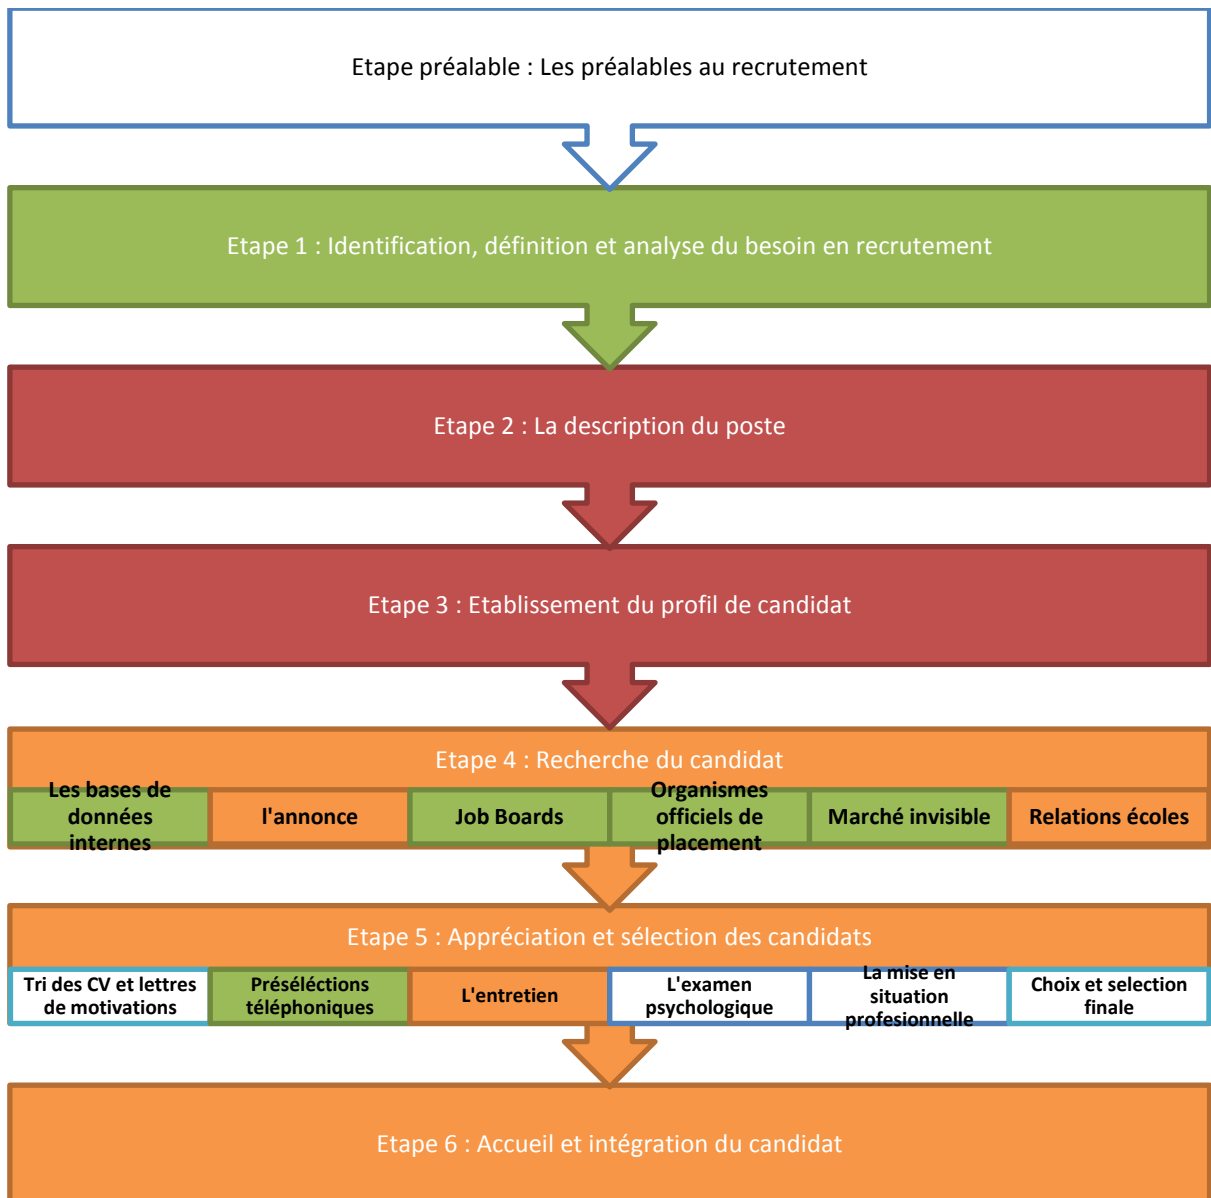 Etape préalable : Les préalables au recrutement
Etape 1 : Identification, définition et analyse du besoin en recrutement
Etape 2 : La description du poste
Etape 3 : Etablissement du profil de candidat
Etape 4 : Recherche du candidat
Les bases de
données
internes
l'annonce
Job Boards
Organismes
officiels de
placement
Marché invisible
Relations écoles
Etape 5 : Appréciation et sélection des candidats
Tri des CV et lettres
de motivations
Préséléctions
téléphoniques
L'entretien
L'examen
psychologique
La mise en
situation
profesionnelle
Choix et selection
finale
Etape 6 : Accueil et intégration du candidat